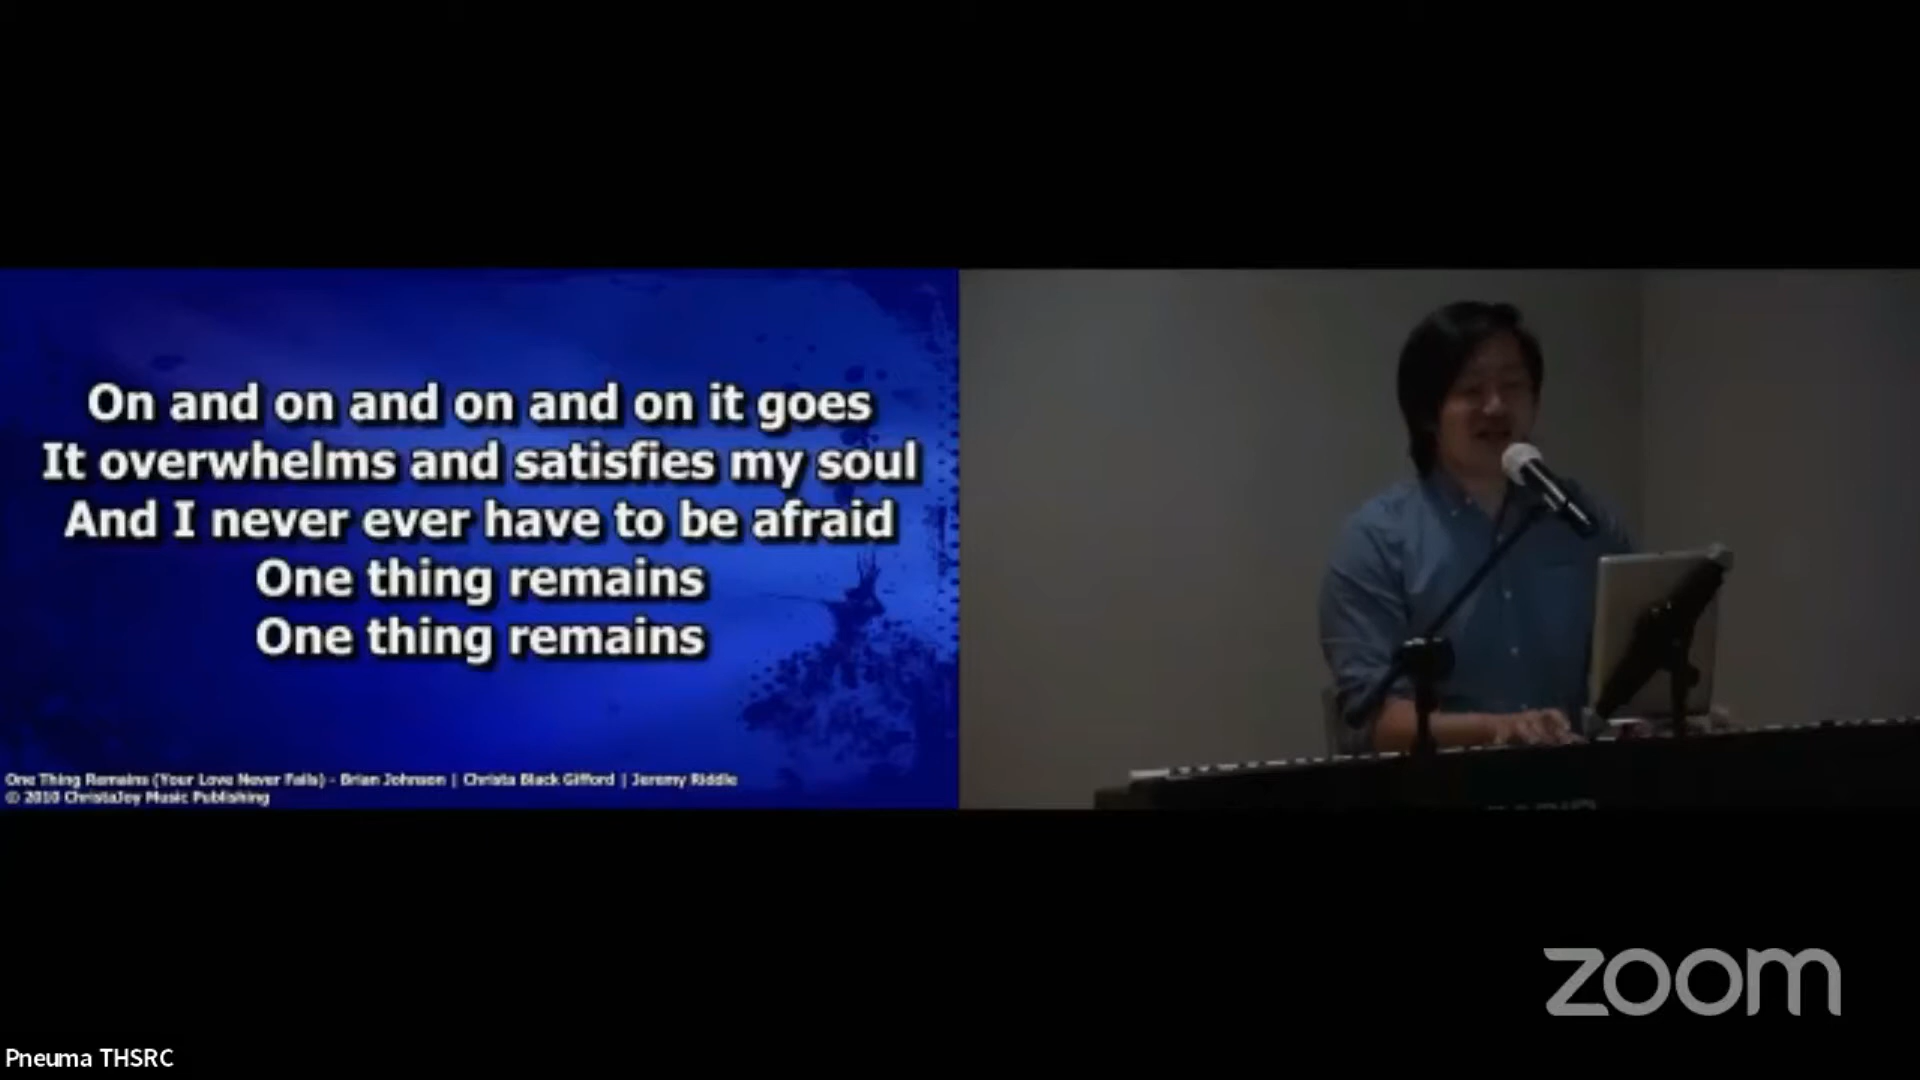 On and on and on and on it goes
It overwhelms and satisfies my soul
And I never ever have to be afraid
One thing remains
One thing remains
One Thing Remains (Your Love Never Fails) - Brian Johnson | Christa Black Gifford | Jeremy Riddle
© 2010 ChristaJoy Music Publishing
zoom
Pneuma THSRC